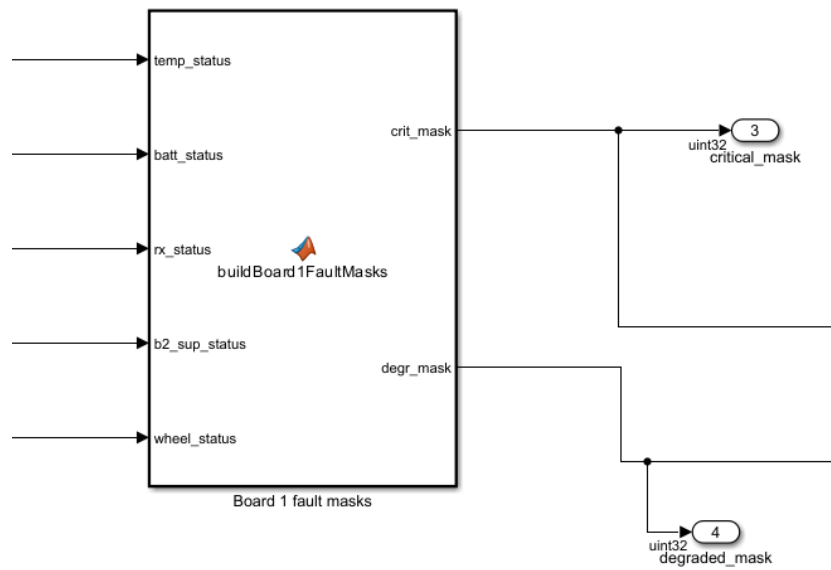 temp_status
batt_status
rx_status
b2_sup_status
wheel_status
buildBoard1FaultMasks
crit_mask
degr_mask
Board 1 fault masks
3
uint32
critical_mask
4
uint32
degraded_mask